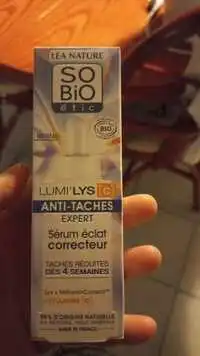 LÉA NATURE
SO
BiO
étic
BIO
LUMI'LYS [C]
ANTI-TACHES
EXPERT
Sérum éclat
correcteur
TACHES RÉDUITES
DÈS 4 SEMAINES
99% D'ORIGINE NATURELLE
MADE IN FRANCE